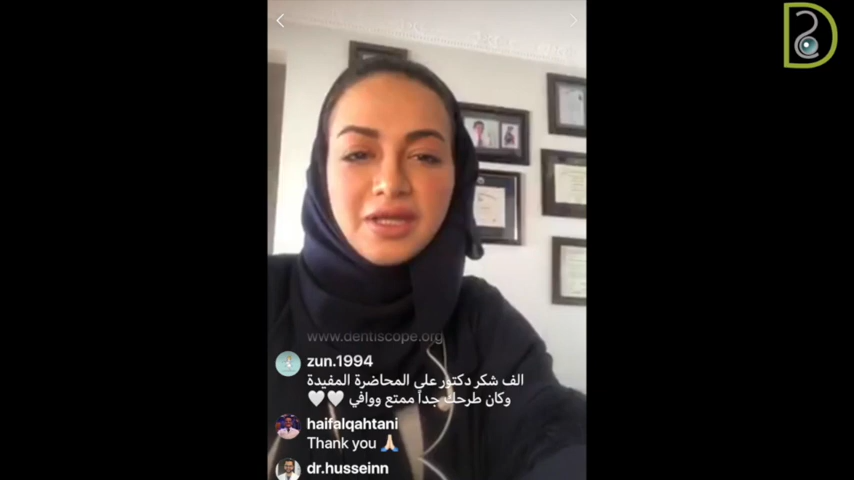 www.dentiscope.org
zun.1994
الف شكر دكتور على المحاضرة المفيدة
وكان طرحك جداً ممتع ووافي 🤍🤍
haifalqahtani
Thank you 🙏🏻
dr.husseinn